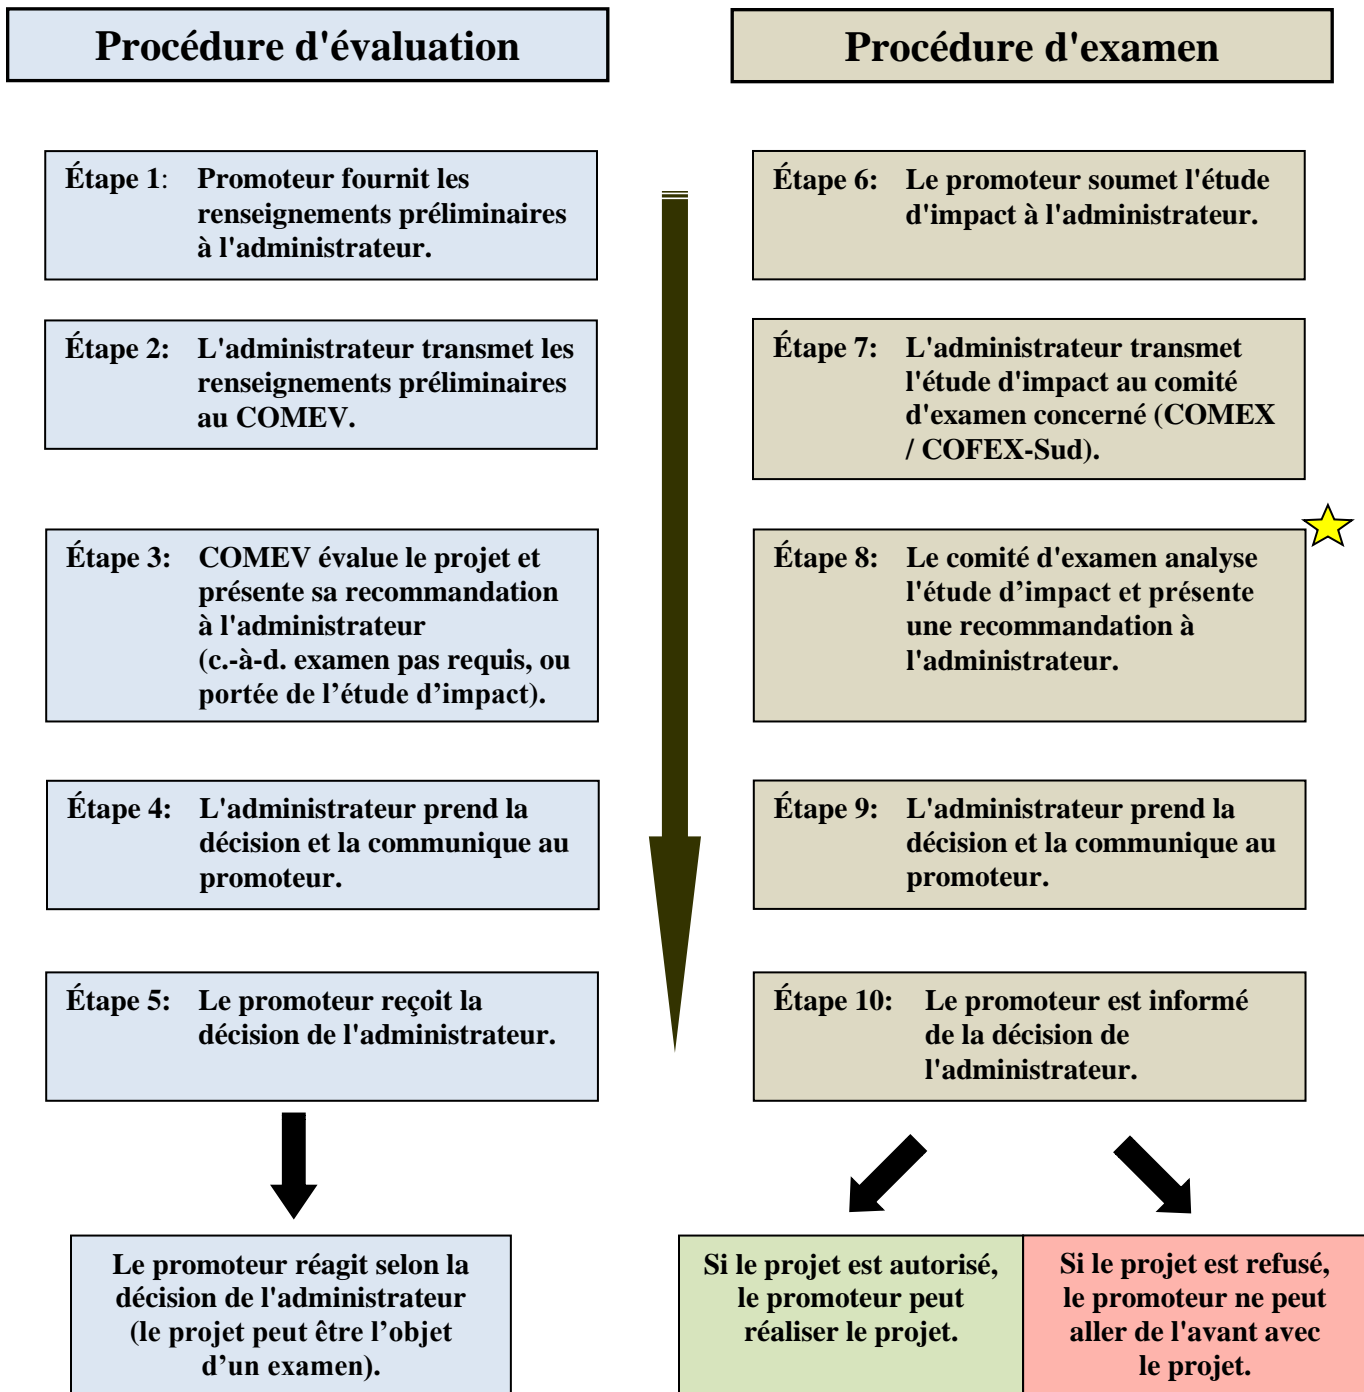 Procédure d'évaluation
Étape 1: Promoteur fournit les
renseignements préliminaires
à l'administrateur.
Étape 2: L'administrateur transmet les
renseignements préliminaires
au COMEV.
Étape 3: COMEV évalue le projet et
présente sa recommandation
à l'administrateur
(c.-à-d. examen pas requis, ou
portée de l’étude d’impact).
Étape 4: L'administrateur prend la
décision et la communique au
promoteur.
Étape 5: Le promoteur reçoit la
décision de l'administrateur.
Le promoteur réagit selon la
décision de l'administrateur
(le projet peut être l’objet
d’un examen).
Procédure d'examen
Étape 6: Le promoteur soumet l'étude
d'impact à l'administrateur.
Étape 7: L'administrateur transmet
l'étude d'impact au comité
d'examen concerné (COMEX
/ COFEX-Sud).
Étape 8: Le comité d'examen analyse
l'étude d’impact et présente
une recommandation à
l'administrateur.
Étape 9: L'administrateur prend la
décision et la communique au
promoteur.
Étape 10: Le promoteur est informé
de la décision de
l'administrateur.
Si le projet est autorisé,
le promoteur peut
réaliser le projet.
Si le projet est refusé,
le promoteur ne peut
aller de l'avant avec
le projet.